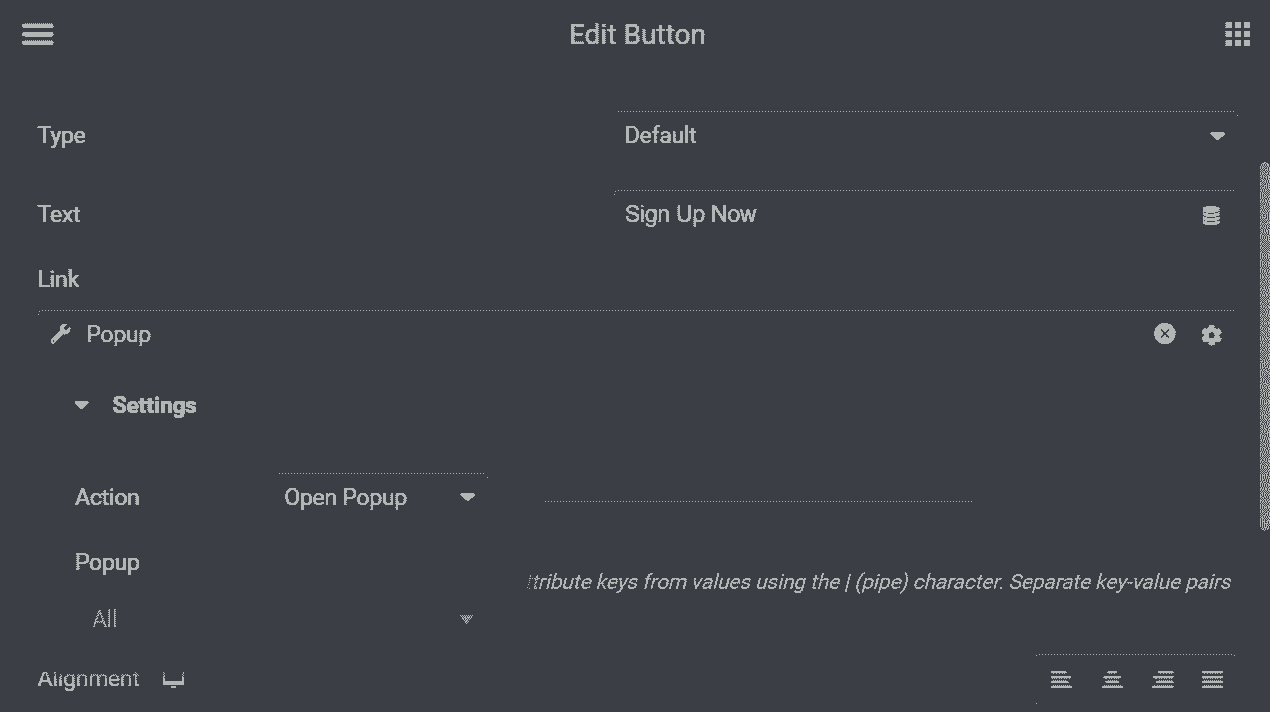 Edit Button
Type
Default
Text
Sign Up Now
Link
Popup
Settings
Action
Open Popup
Popup
tribute keys from values using the | (pipe) character. Separate key-value pairs
All
Alignment